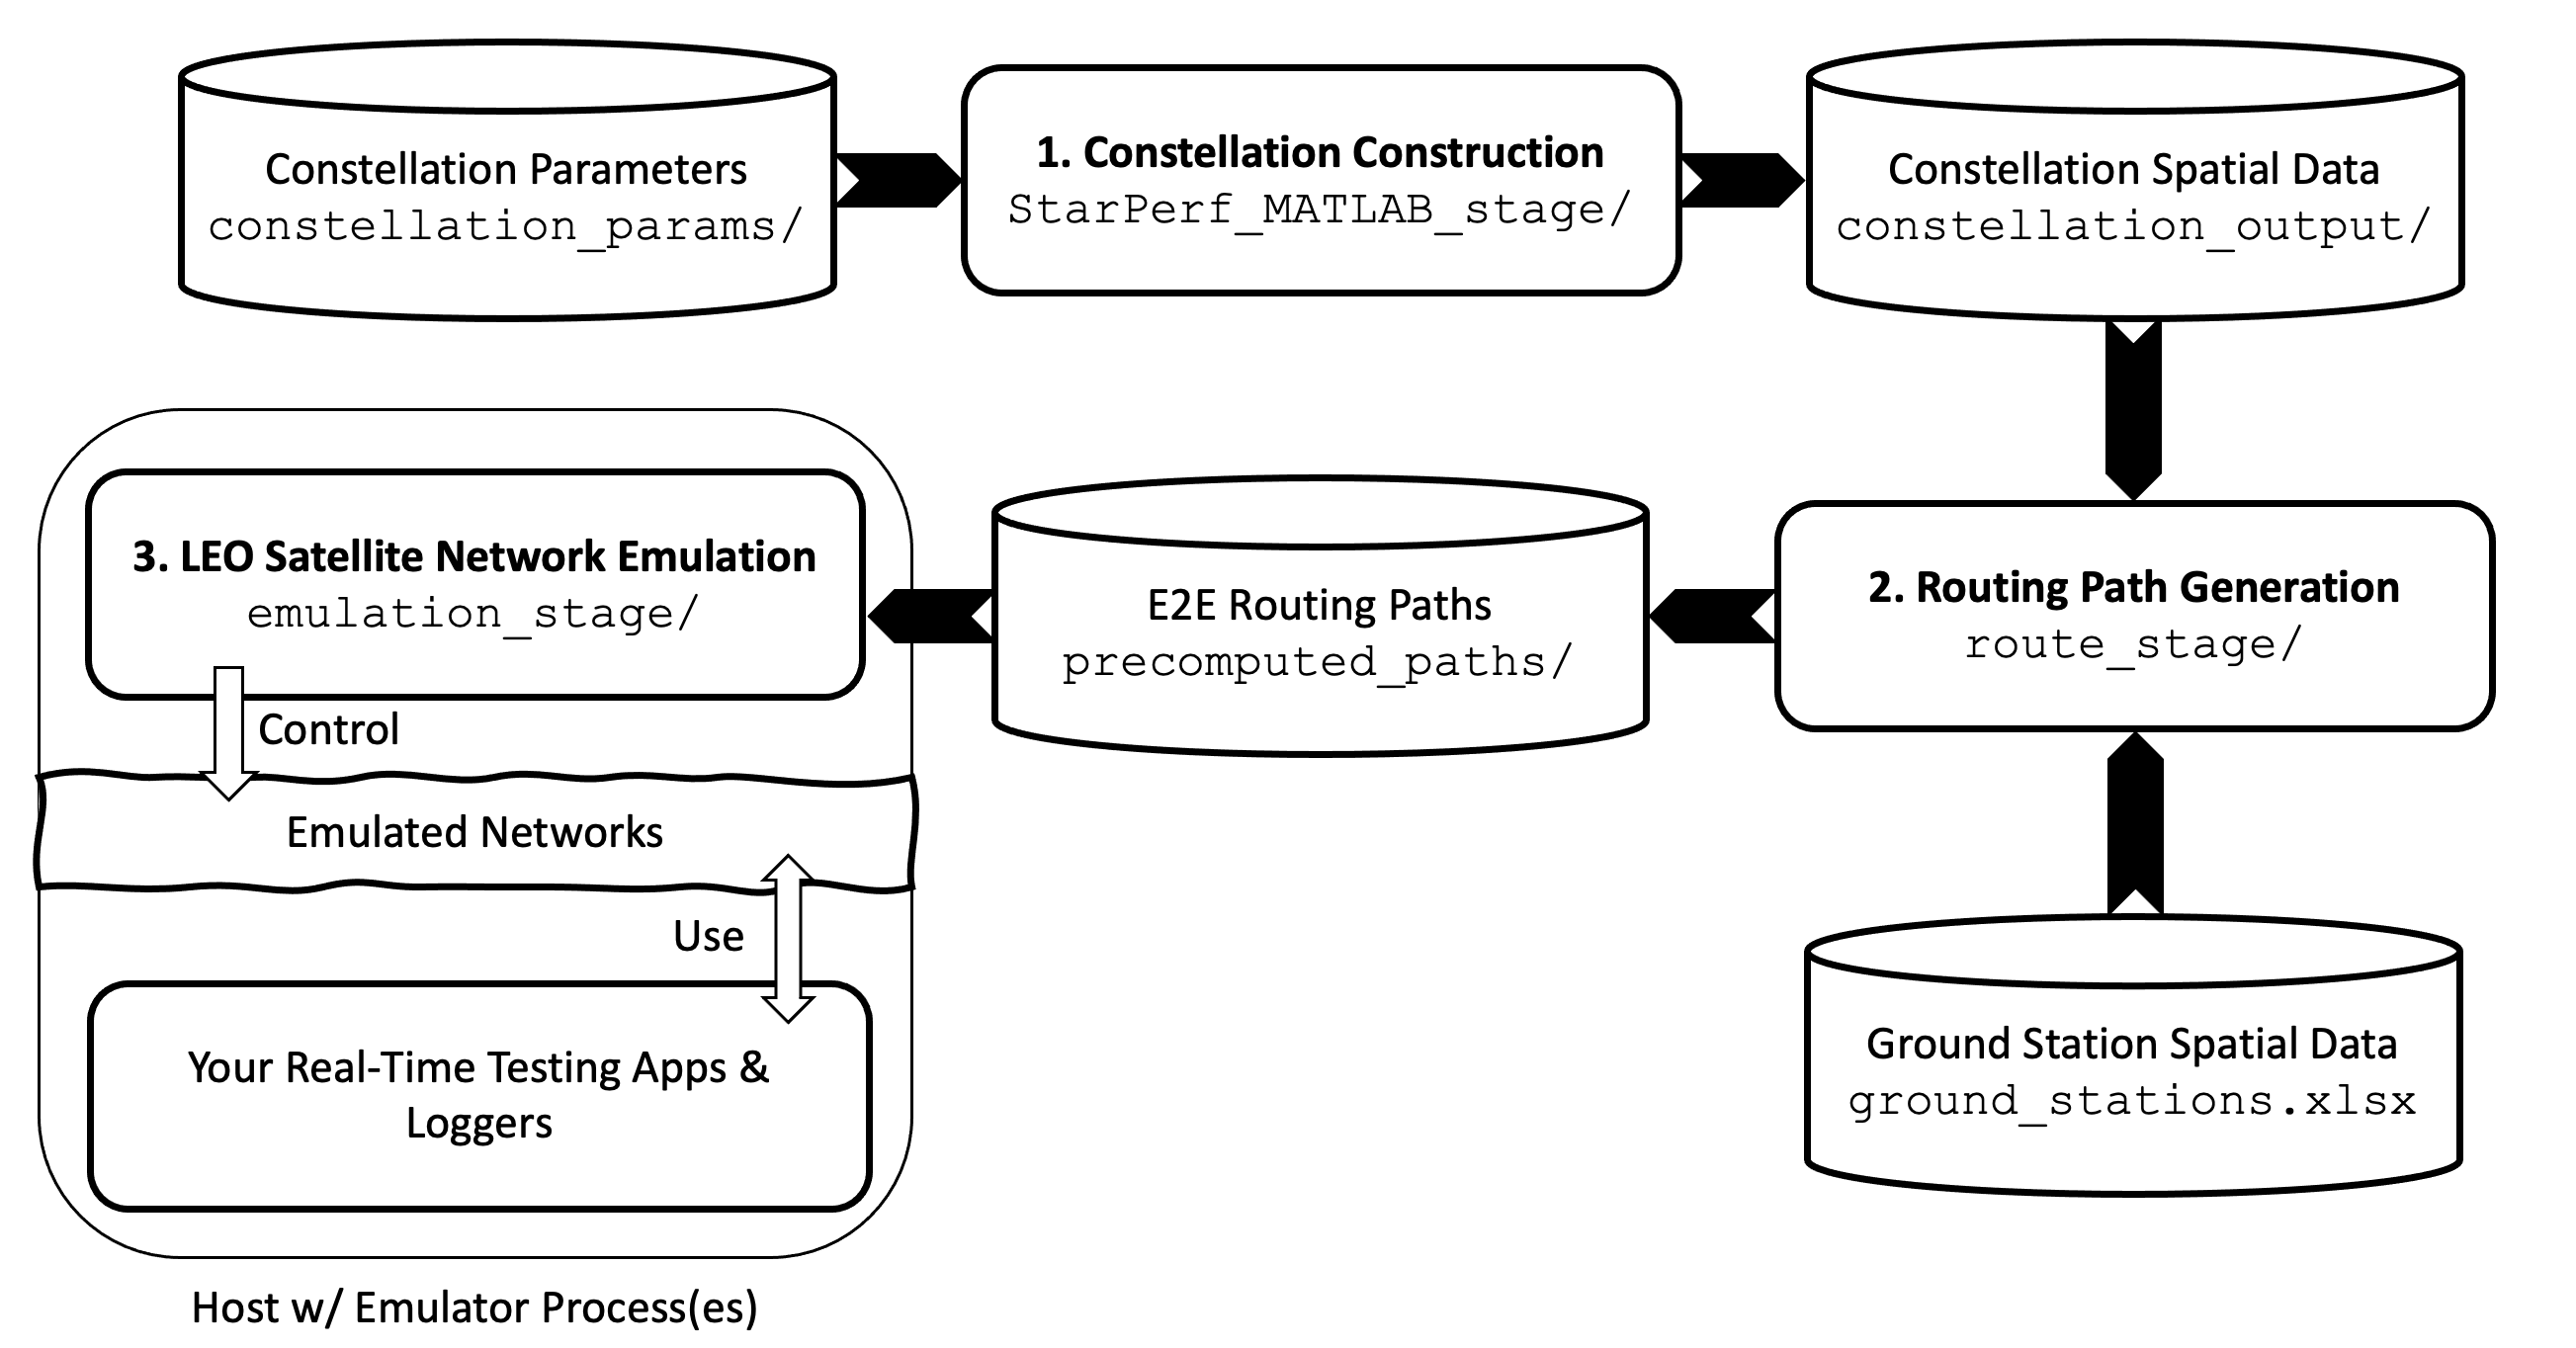 Constellation Parameters
constellation_params/
1. Constellation Construction
StarPerf_MATLAB_stage/
Constellation Spatial Data
constellation_output/
3. LEO Satellite Network Emulation
emulation_stage/
E2E Routing Paths
precomputed_paths/
2. Routing Path Generation
route_stage/
Control
Emulated Networks
Use
Your Real-Time Testing Apps &
Loggers
Ground Station Spatial Data
ground_stations.xlsx
Host w/ Emulator Process(es)